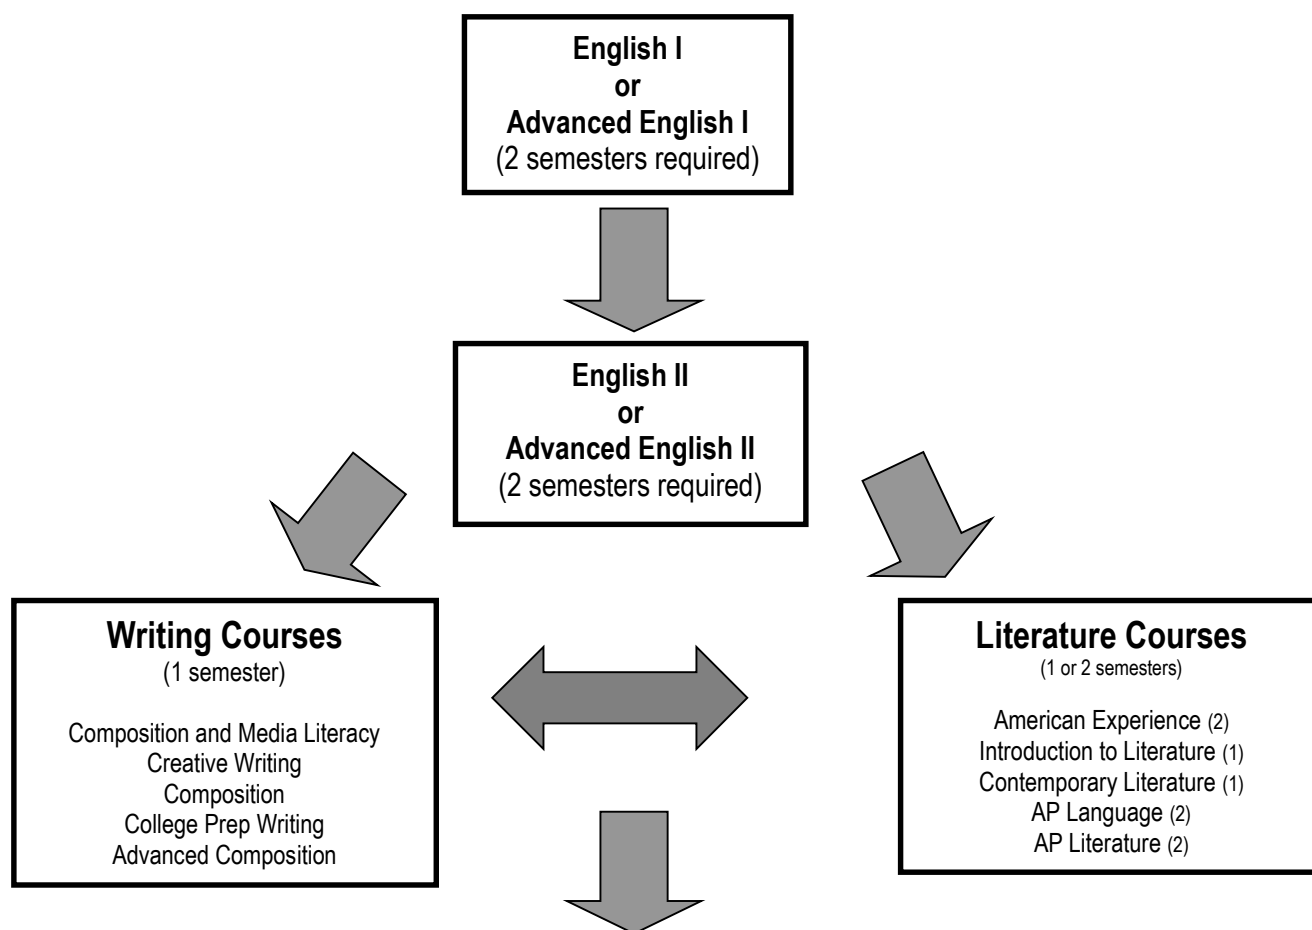 English I
or
Advanced English I
(2 semesters required)
English II
or
Advanced English II
(2 semesters required)
Writing Courses
(1 semester)
Composition and Media Literacy
Creative Writing
Composition
College Prep Writing
Advanced Composition
Literature Courses
(1 or 2 semesters)
American Experience (2)
Introduction to Literature (1)
Contemporary Literature (1)
AP Language (2)
AP Literature (2)